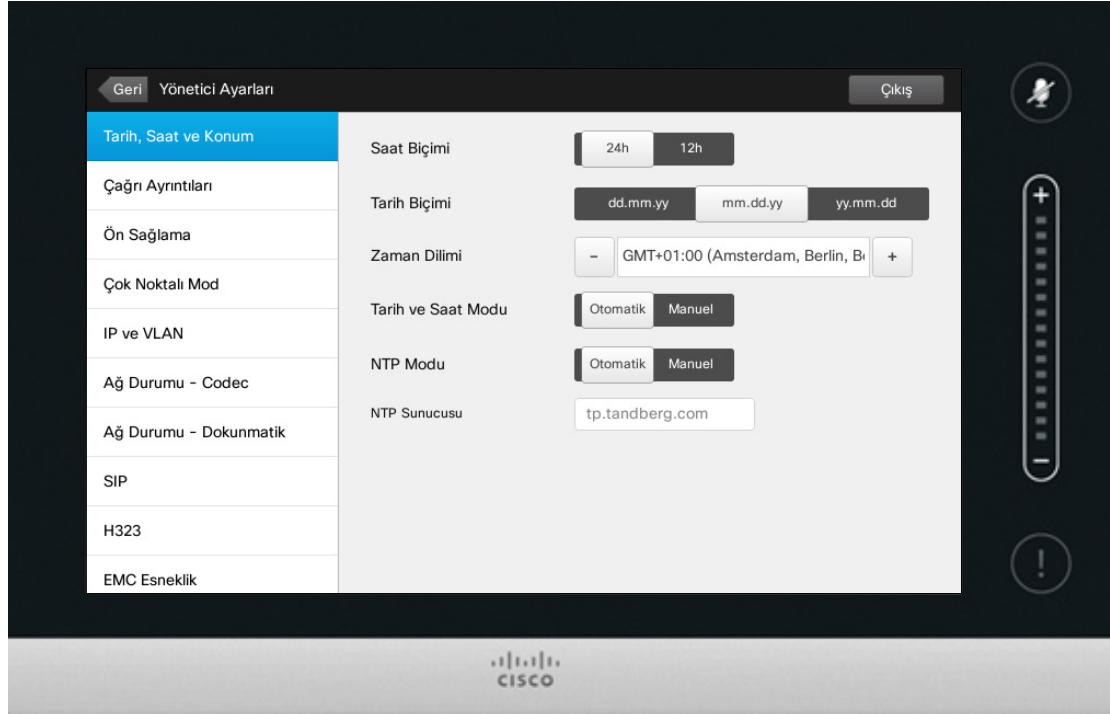 Geri Yönetici Ayarları Çıkış
Tarih, Saat ve Konum
Çağrı Ayrıntıları
Ön Sağlama
Çok Noktalı Mod
IP ve VLAN
Ağ Durumu - Codec
Ağ Durumu - Dokunmatik
SIP
H323
EMC Esneklik
Saat Biçimi 24h 12h
Tarih Biçimi dd.mm.yy mm.dd.yy yy.mm.dd
Zaman Dilimi - GMT+01:00 (Amsterdam, Berlin, +
Tarih ve Saat Modu Otomatik Manuel
NTP Modu Otomatik Manuel
NTP Sunucusu tp.tandberg.com
+
-
!
CISCO